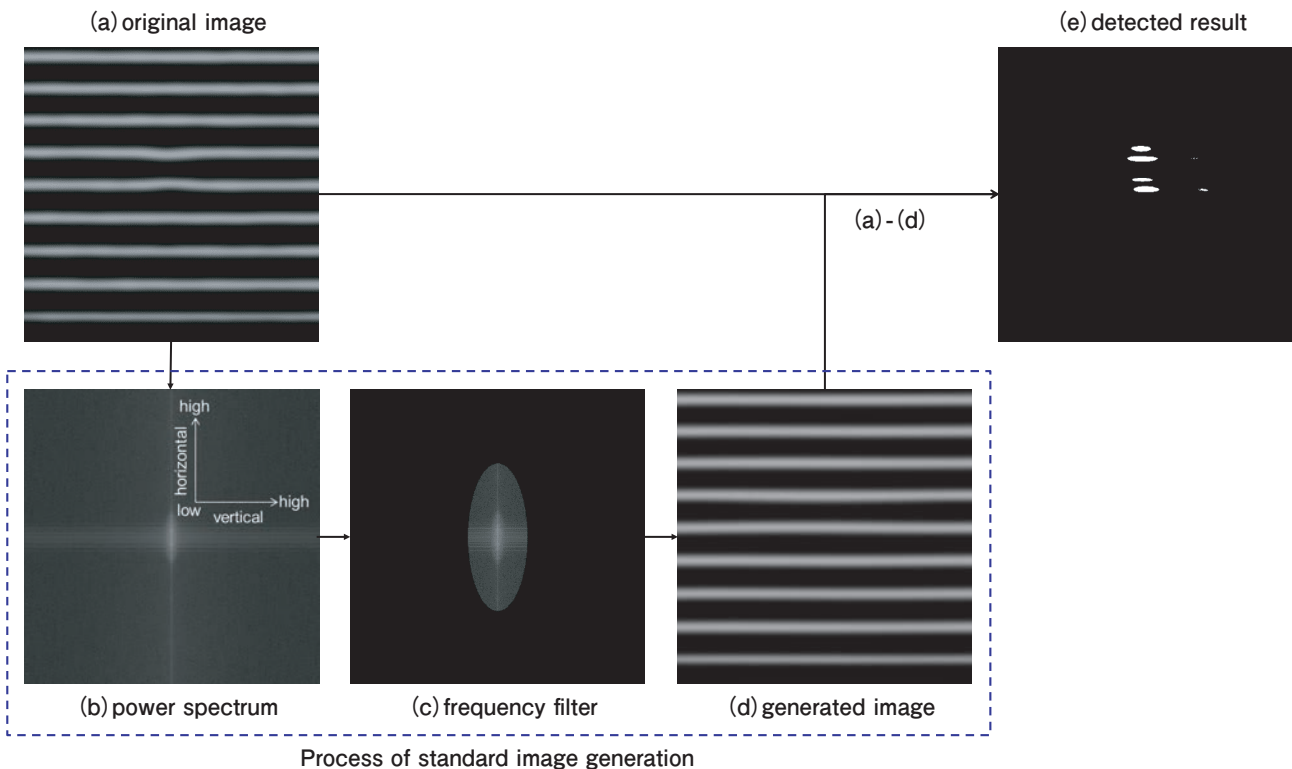 (a) original image
(e) detected result
(a) - (d)
high
horizontal
low
vertical
high
(b) power spectrum
(c) frequency filter
(d) generated image
Process of standard image generation